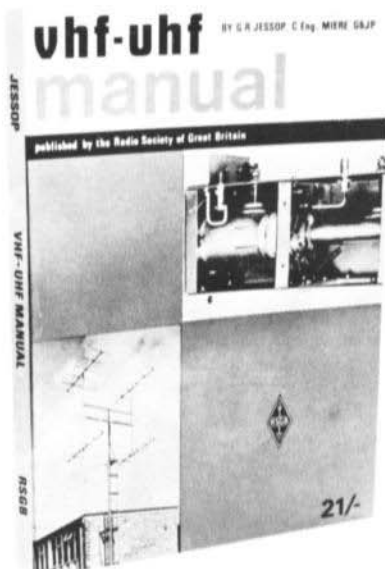 vhf-uhf
BY G R JESSOP. C Eng. MIERE G6JP
manual
published by the Radio Society of Great Britain
JESSOP
VHF-UHF MANUAL
RSGB
21/-